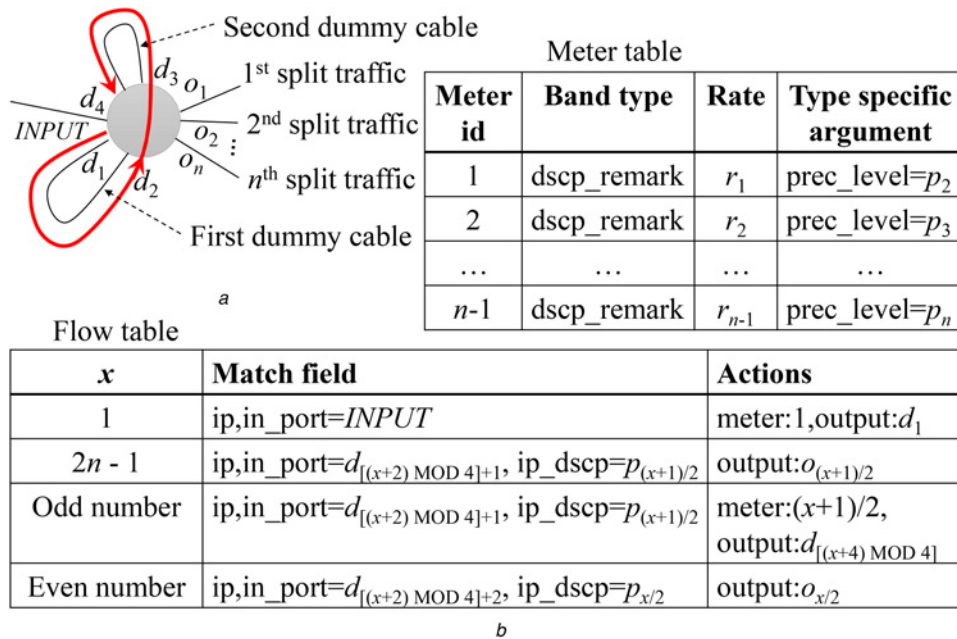 Second dummy cable
1st split traffic
2nd split traffic
⋮
nth split traffic
First dummy cable
d4
d3
o1
o2
on
INPUT
d1
d2
a
Meter table
Meter id | Band type | Rate | Type specific argument
1 | dscp_remark | r1 | prec_level=p2
2 | dscp_remark | r2 | prec_level=p3
… | … | … | …
n-1 | dscp_remark | rn-1 | prec_level=pn
Flow table
x | Match field | Actions
1 | ip,in_port=INPUT | meter:1,output:d1
2n - 1 | ip,in_port=d[(x+2) MOD 4]+1, ip_dscp=p(x+1)/2 | output:o(x+1)/2
Odd number | ip,in_port=d[(x+2) MOD 4]+1, ip_dscp=p(x+1)/2 | meter:(x+1)/2, output:d[(x+4) MOD 4]
Even number | ip,in_port=d[(x+2) MOD 4]+2, ip_dscp=px/2 | output:ox/2
b